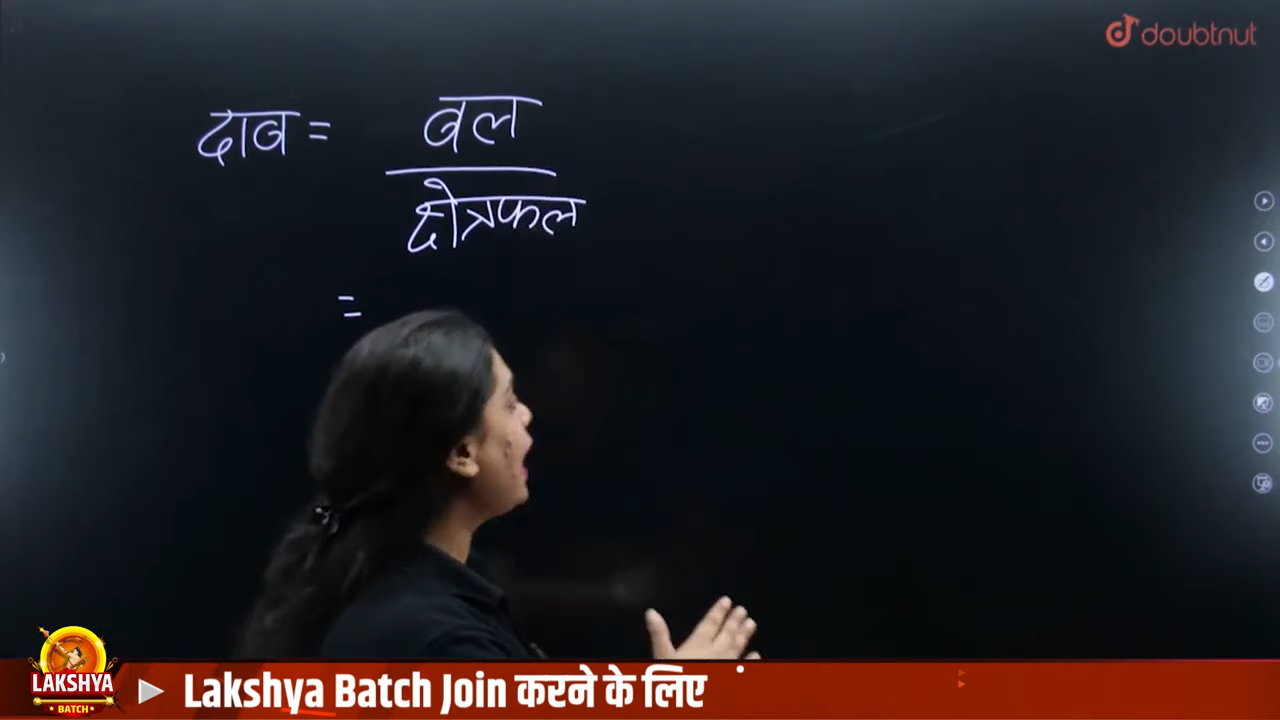 doubtnut
दाब = बल
क्षेत्रफल
=
LAKSHYA
BATCH
Lakshya Batch Join करने के लिए